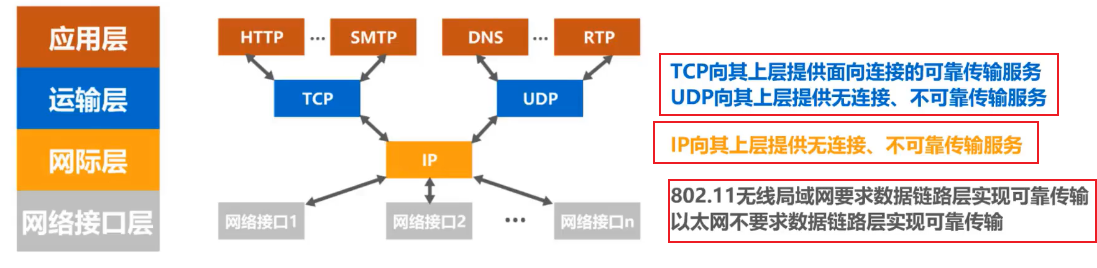 应用层
HTTP ··· SMTP DNS ··· RTP
运输层
TCP UDP
TCP向其上层提供面向连接的可靠传输服务
UDP向其上层提供无连接、不可靠传输服务
网际层
IP
IP向其上层提供无连接、不可靠传输服务
网络接口层
网络接口1 网络接口2 ··· 网络接口n
802.11无线局域网要求数据链路层实现可靠传输
以太网不要求数据链路层实现可靠传输